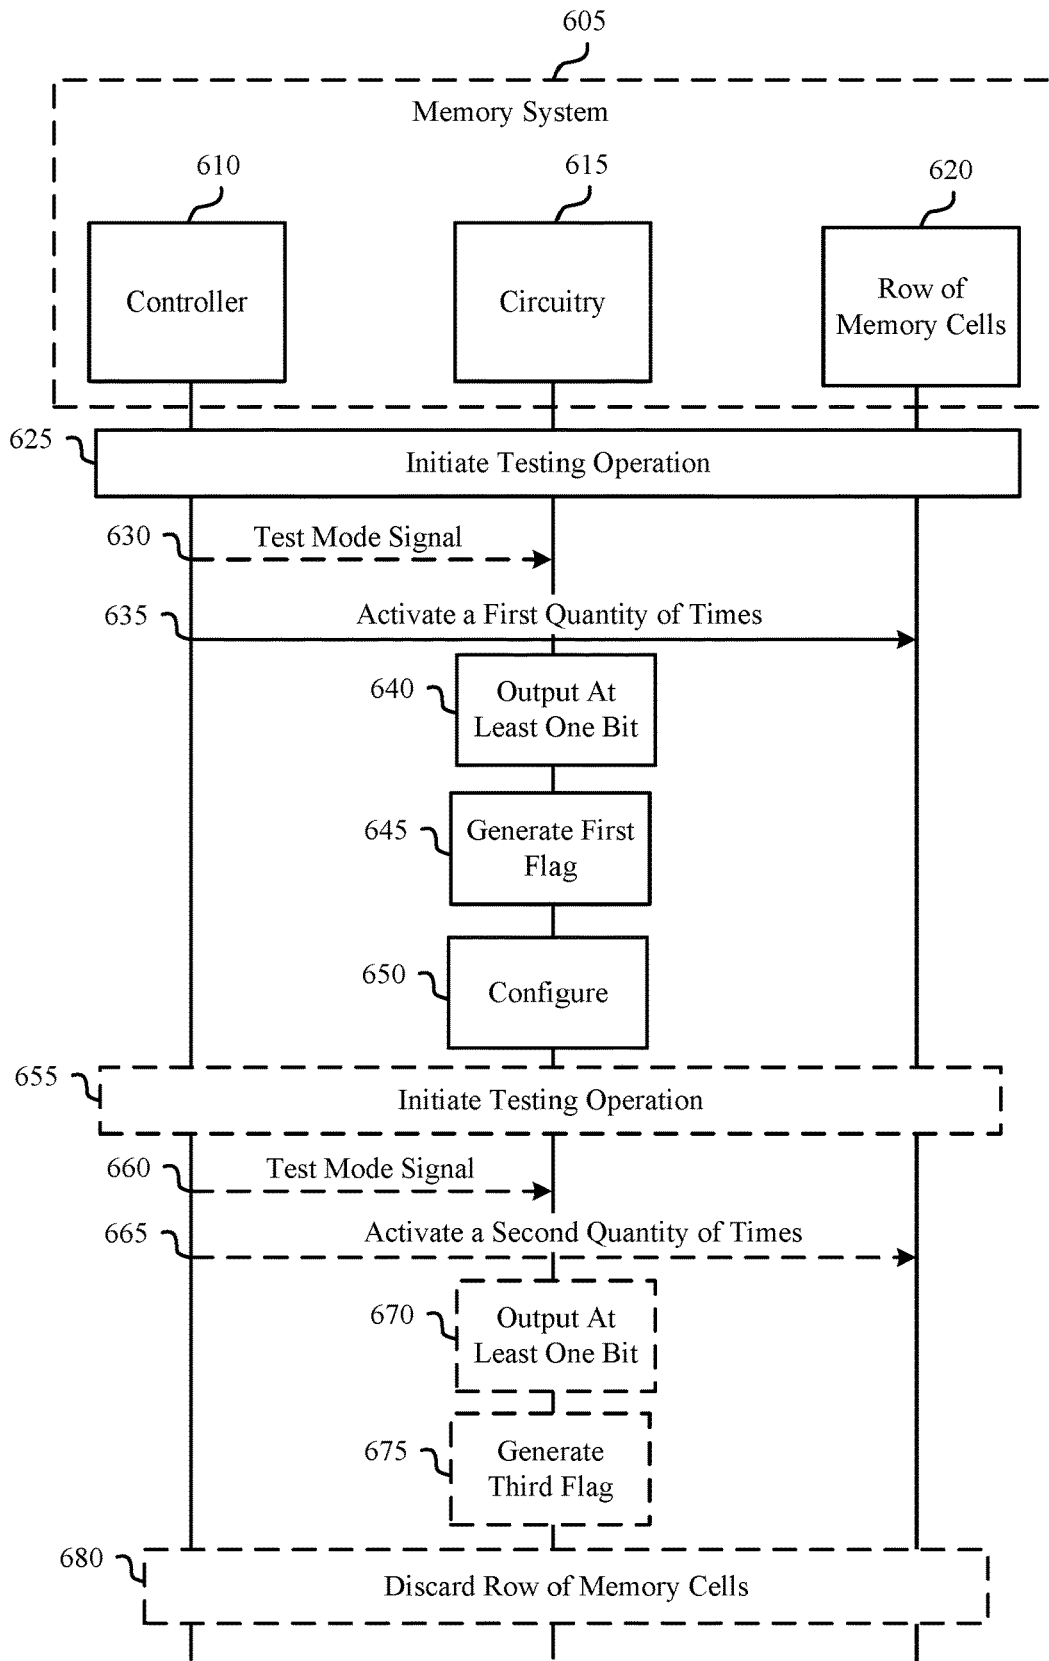 605
Memory System
610
615
620
Controller
Circuitry
Row of
Memory Cells
625
Initiate Testing Operation
630
Test Mode Signal
635
Activate a First Quantity of Times
640
Output At
Least One Bit
645
Generate First
Flag
650
Configure
655
Initiate Testing Operation
660
Test Mode Signal
665
Activate a Second Quantity of Times
670
Output At
Least One Bit
675
Generate
Third Flag
680
Discard Row of Memory Cells